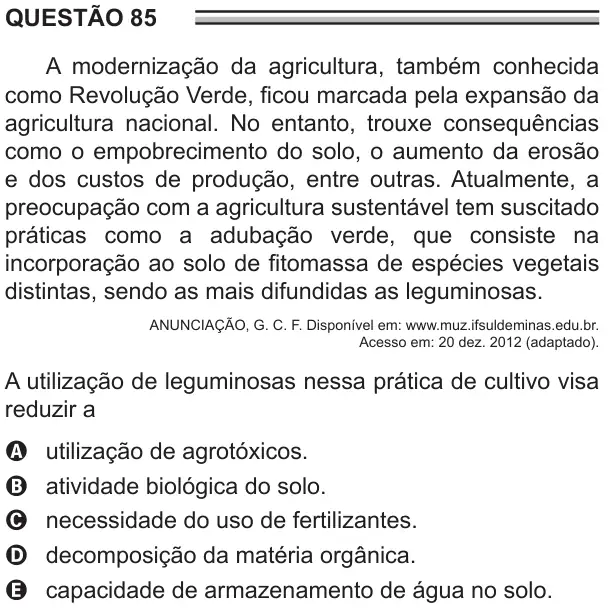 QUESTÃO 85
A modernização da agricultura, também conhecida
como Revolução Verde, ficou marcada pela expansão da
agricultura nacional. No entanto, trouxe consequências
como o empobrecimento do solo, o aumento da erosão
e dos custos de produção, entre outras. Atualmente, a
preocupação com a agricultura sustentável tem suscitado
práticas como a adubação verde, que consiste na
incorporação ao solo de fitomassa de espécies vegetais
distintas, sendo as mais difundidas as leguminosas.
ANUNCIAÇÃO, G. C. F. Disponível em: www.muz.ifsuldeminas.edu.br.
Acesso em: 20 dez. 2012 (adaptado).
A utilização de leguminosas nessa prática de cultivo visa
reduzir a
A utilização de agrotóxicos.
B atividade biológica do solo.
C necessidade do uso de fertilizantes.
D decomposição da matéria orgânica.
E capacidade de armazenamento de água no solo.